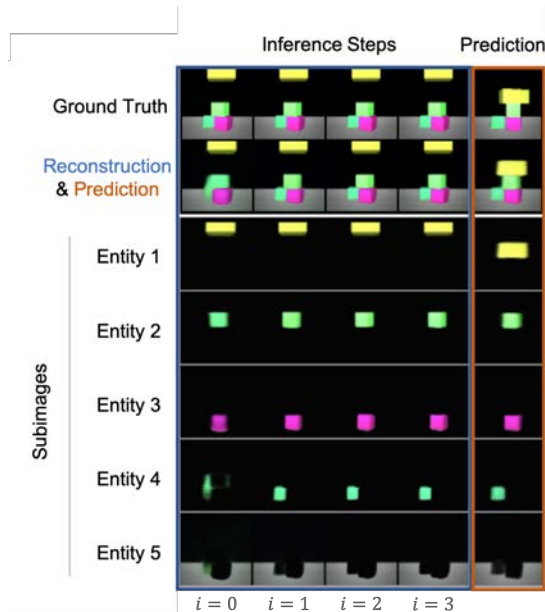 Inference Steps Prediction
Ground Truth
Reconstruction
& Prediction
Entity 1
Entity 2
Entity 3
Entity 4
Entity 5
Subimages
i = 0 i = 1 i = 2 i = 3